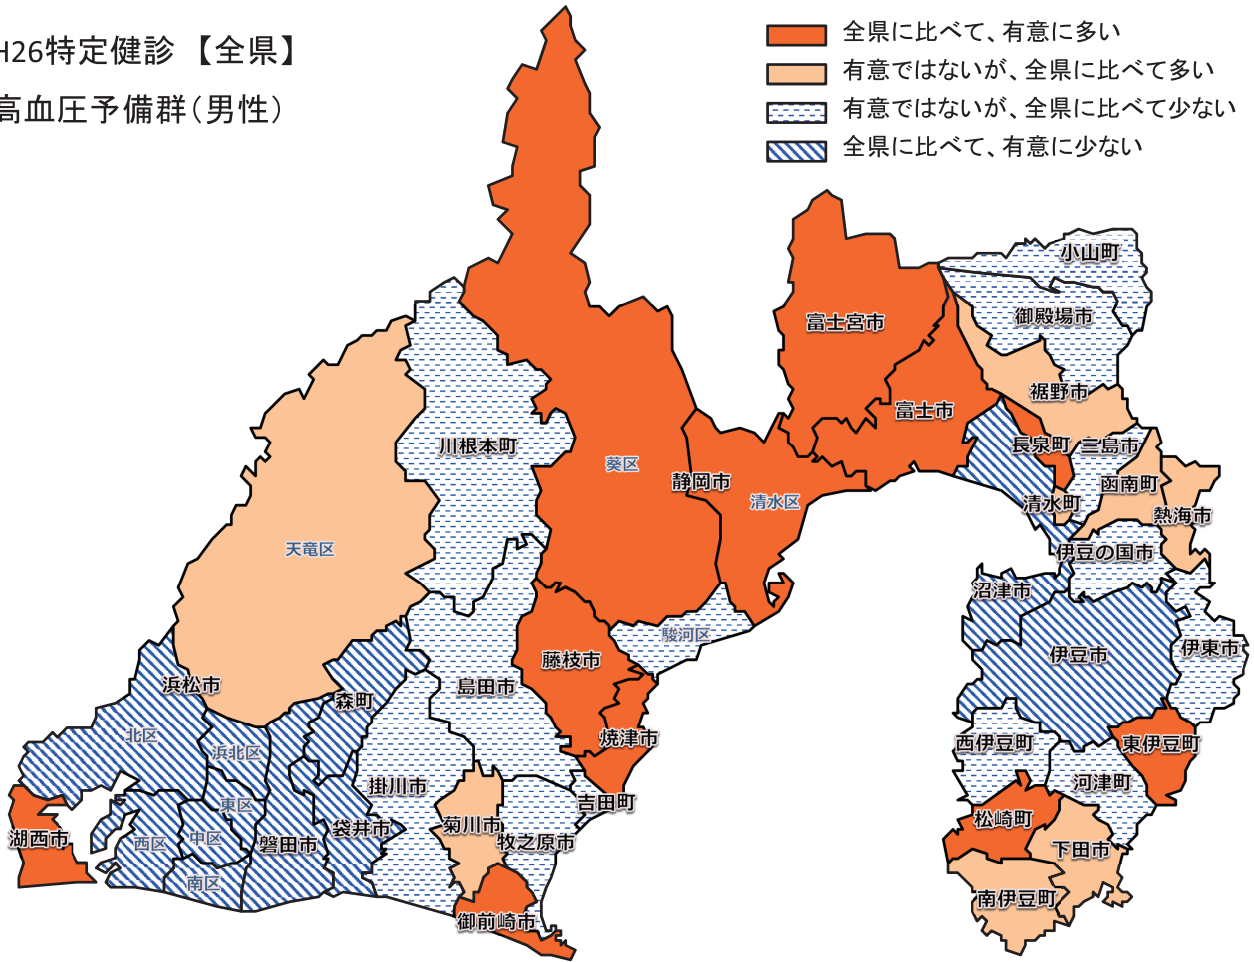 H26特定健診 【全県】
高血圧予備群(男性)
全県に比べて、有意に多い
有意ではないが、全県に比べて多い
有意ではないが、全県に比べて少ない
全県に比べて、有意に少ない
小山町
御殿場市
富士宮市
裾野市
富士市
長泉町
三島市
川根本町
葵区
静岡市
清水区
函南町
清水町
熱海市
天竜区
伊豆の国市
沼津市
駿河区
伊東市
伊豆市
藤枝市
浜松市
島田市
森町
北区
浜北区
焼津市
西伊豆町
東伊豆町
河津町
掛川市
吉田町
東区
松崎町
湖西市
西区
中区
磐田市
袋井市
菊川市
牧之原市
下田市
南区
南伊豆町
御前崎市